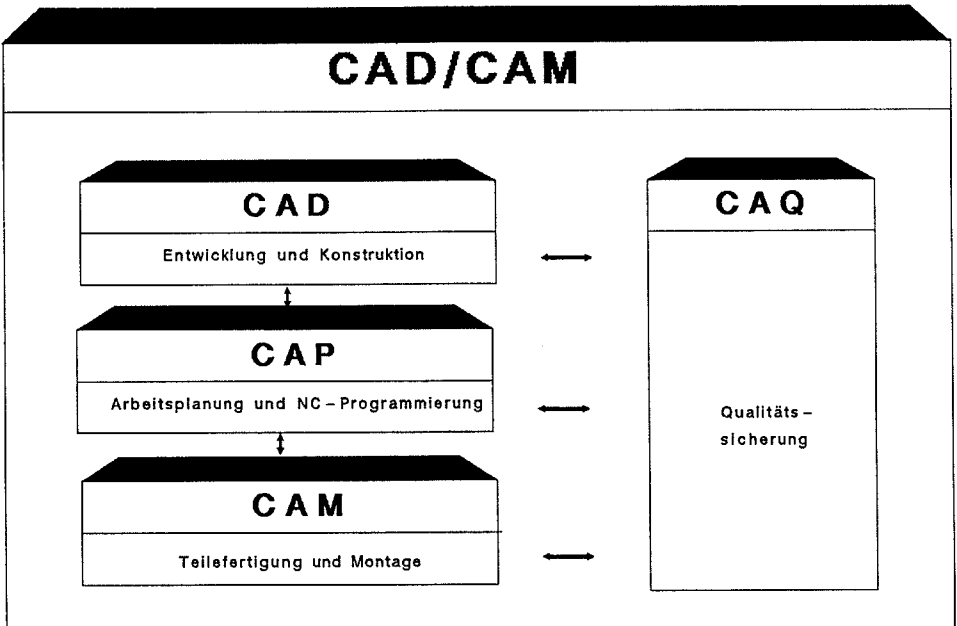 CAD/CAM
CAD
Entwicklung und Konstruktion
CAP
Arbeitsplanung und NC-Programmierung
CAM
Teilefertigung und Montage
CAQ
Qualitäts-
sicherung